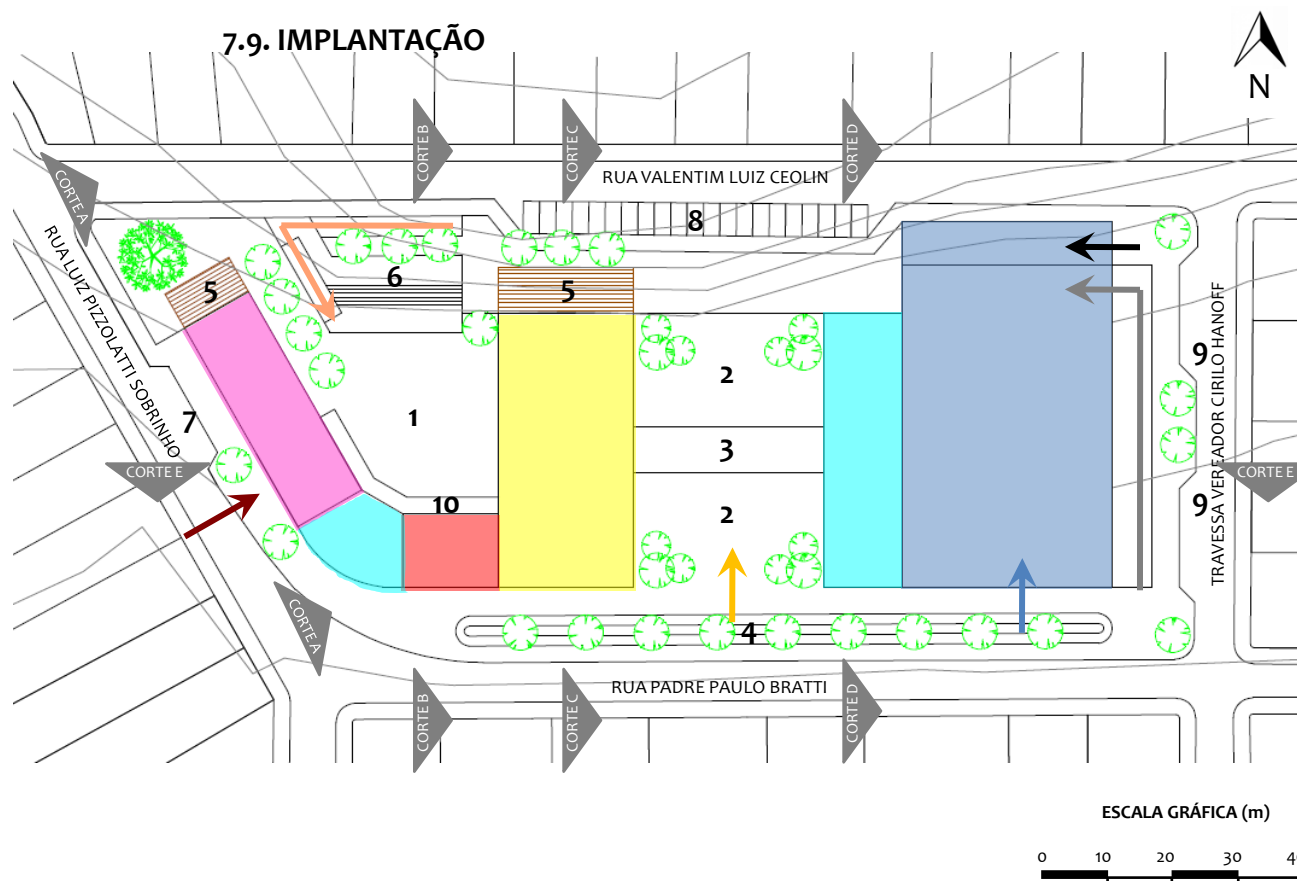 7.9. IMPLANTAÇÃO
N
CORTE B
CORTE C
CORTE D
CORTE A
RUA VALENTIM LUIZ CEOLIN
8
RUA LUIZ PIZZOLATTI SOBRINHO
5
6
5
7
1
2
3
2
9
9
TRAVESSA VEREADOR CIRILO HANOFF
CORTE E
CORTE E
10
4
CORTE A
RUA PADRE PAULO BRATTI
CORTE B
CORTE C
CORTE D
ESCALA GRÁFICA (m)
0 10 20 30